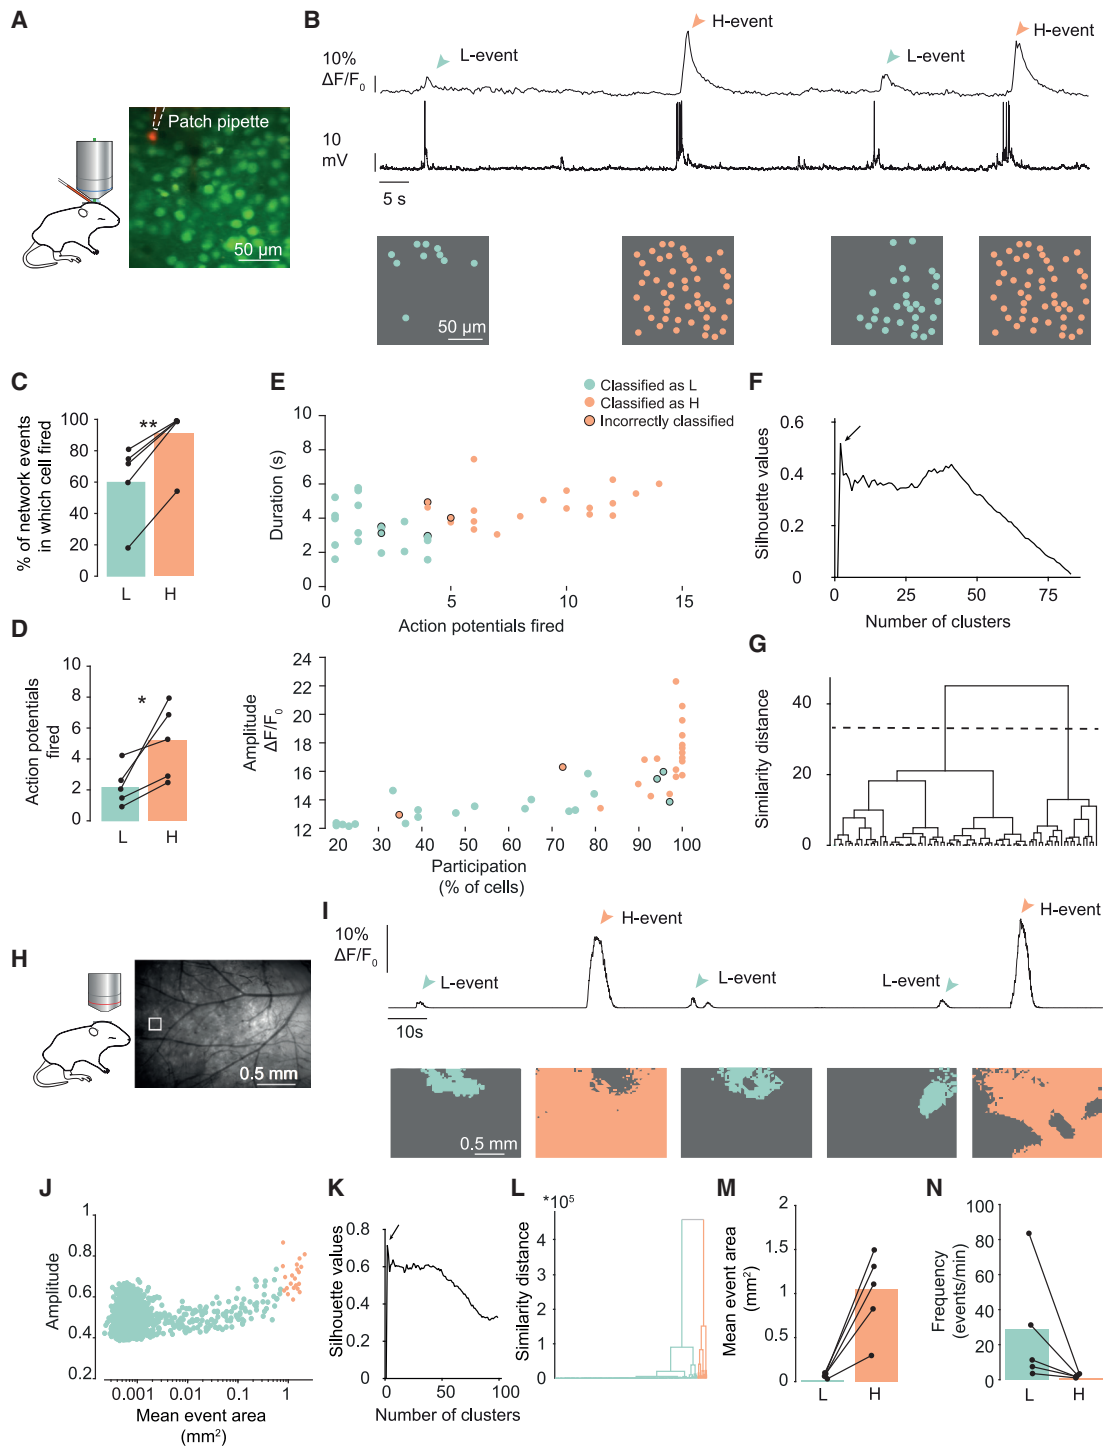 A
Patch pipette
50 µm
B
10%
ΔF/F0
L-event
H-event
L-event
H-event
10
mV
5 s
50 µm
C
% of network events
in which cell fired
100
80
60
40
20
0
**
L
H
D
Action potentials
fired
10
8
6
4
2
0
*
L
H
E
Classified as L
Classified as H
Incorrectly classified
Duration (s)
10
8
6
4
2
0
0
5
10
15
Action potentials fired
Amplitude
ΔF/F0
24
22
20
18
16
14
12
20
30
40
50
60
70
80
90
100
Participation
(% of cells)
F
Silhouette values
0.6
0.4
0.2
0
0
25
50
75
Number of clusters
G
Similarity distance
40
20
0
H
0.5 mm
I
10%
ΔF/F0
L-event
H-event
L-event
L-event
H-event
10s
0.5 mm
J
Amplitude
1
0.8
0.6
0.4
0.2
0.001
0.01
0.1
1
Mean event area
(mm²)
K
Silhouette values
0.8
0.6
0.4
0.2
0
0
50
100
Number of clusters
L
*10⁵
Similarity distance
4
3
2
1
0
M
Mean event area
(mm²)
2
1.5
1
0.5
0
L
H
N
Frequency
(events/min)
100
80
60
40
20
0
L
H